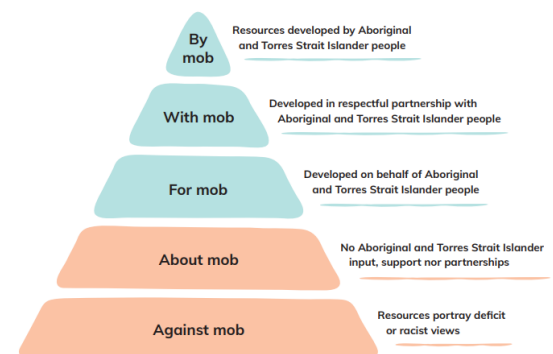 By
mob
Resources developed by Aboriginal
and Torres Strait Islander people
With mob
Developed in respectful partnership with
Aboriginal and Torres Strait Islander people
For mob
Developed on behalf of Aboriginal
and Torres Strait Islander people
About mob
No Aboriginal and Torres Strait Islander
input, support nor partnerships
Against mob
Resources portray deficit
or racist views